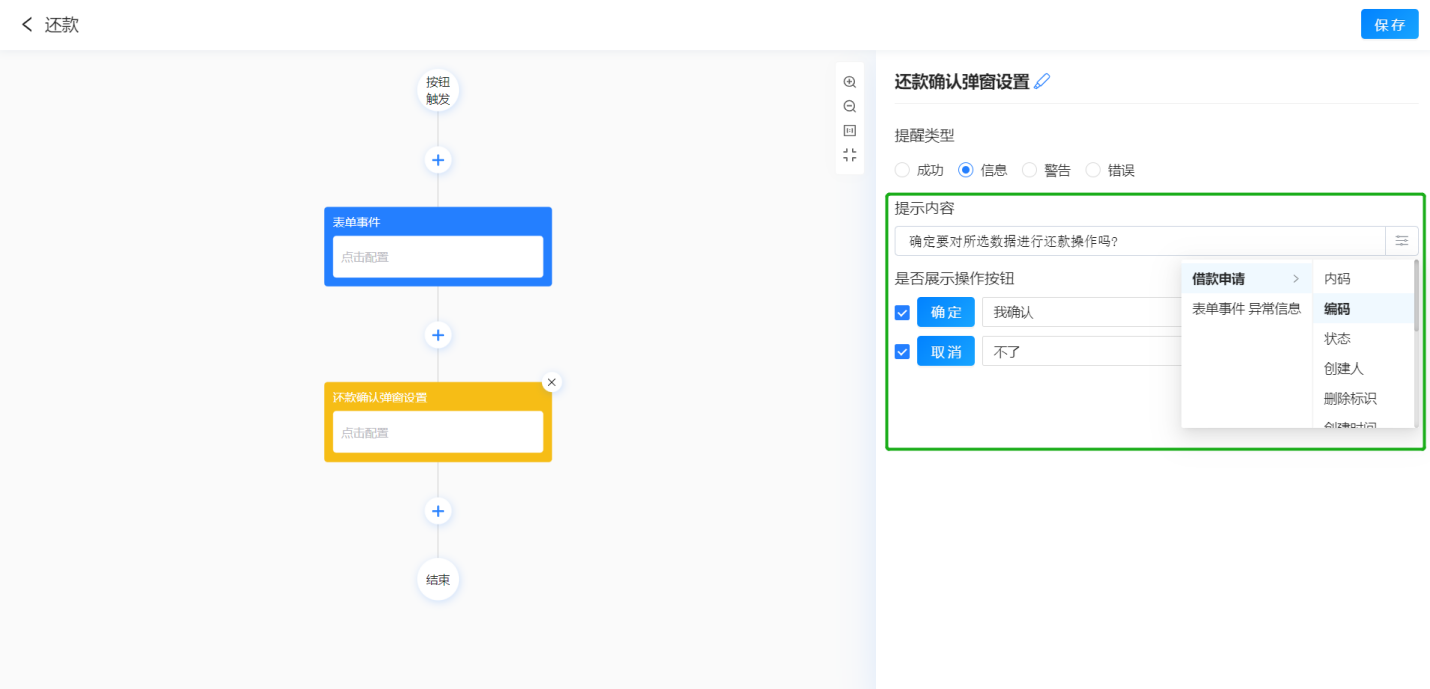 还款
保存
按钮
触发
表单事件
点击配置
还款确认弹窗设置
点击配置
结束
还款确认弹窗设置
提醒类型
成功 信息 警告 错误
提示内容
确定要对所选数据进行还款操作吗?
是否展示操作按钮
确定 我确认
取消 不了
借款申请
表单事件 异常信息
内码
编码
状态
创建人
删除标识
创建时间